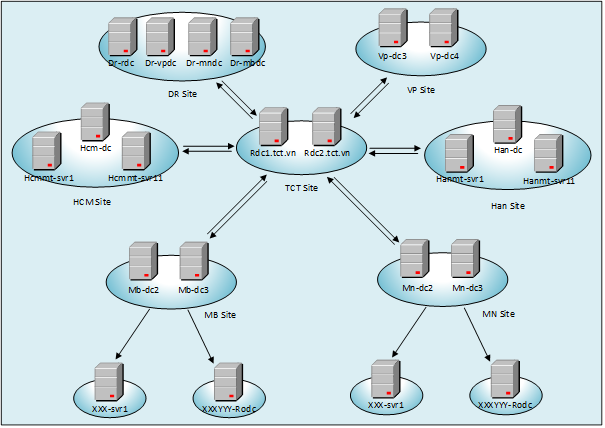 Dr-rdc Dr-vpdc Dr-mndc Dr-mbdc
DR Site
Vp-dc3 Vp-dc4
VP Site
Hcm-dc
Hcmmt-svr1 Hcmmt-svr11
HCM Site
Rdc1.tct.vn Rdc2.tct.vn
TCT Site
Han-dc
Hanmt-svr1 Hanmt-svr11
Han Site
Mb-dc2 Mb-dc3
MB Site
Mn-dc2 Mn-dc3
MN Site
XXX-svr1 XXXYYY-Rodc
XXX-svr1 XXXYYY-Rodc